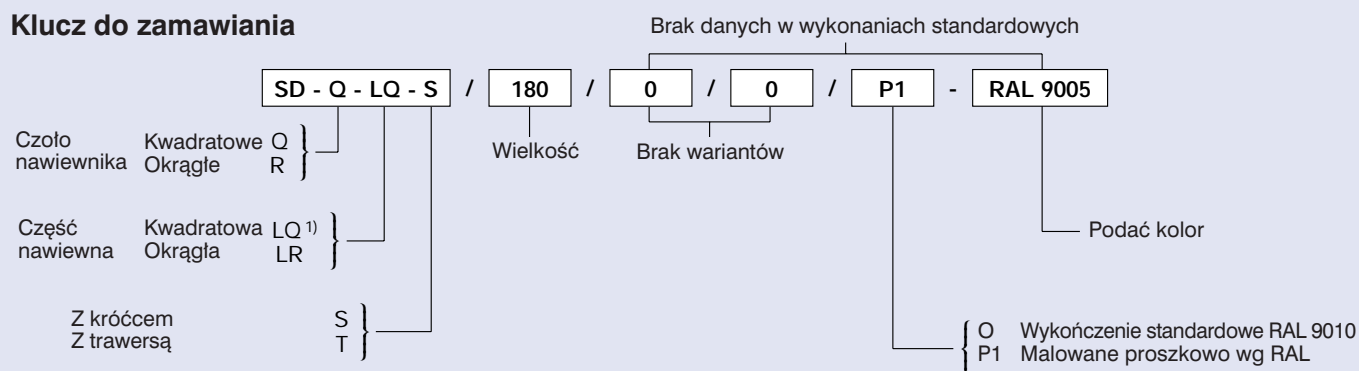 Klucz do zamawiania
Brak danych w wykonaniach standardowych
SD - Q - LQ - S / 180 / 0 / 0 / P1 - RAL 9005
Czoło nawiewnika Kwadratowe Q
Okrągłe R
Wielkość
Brak wariantów
Część nawiewna Kwadratowa LQ 1)
Okrągła LR
Podać kolor
Z króćcem S
Z trawersą T
O Wykończenie standardowe RAL 9010
P1 Malowane proszkowo wg RAL